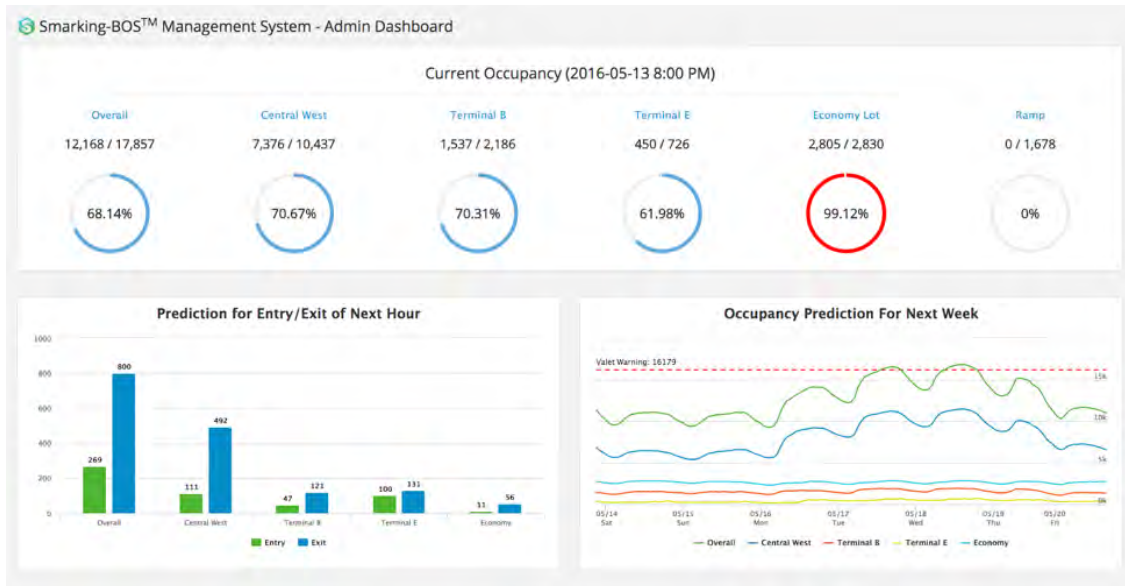 Smarking-BOS™ Management System - Admin Dashboard
Current Occupancy (2016-05-13 8:00 PM)
Overall Central West Terminal B Terminal E Economy Lot Ramp
12,168 / 17,857 7,376 / 10,437 1,537 / 2,186 450 / 726 2,805 / 2,830 0 / 1,678
68.14% 70.67% 70.31% 61.98% 99.12% 0%
Prediction for Entry/Exit of Next Hour
1000
800
600
400
200
0
269 800 111 492 47 121 100 131 11 56
Overall Central West Terminal B Terminal E Economy
Entry Exit
Occupancy Prediction For Next Week
Valet Warning: 16179
15k
10k
5k
0k
05/14 05/15 05/16 05/17 05/18 05/19 05/20
Sat Sun Mon Tue Wed Thu Fri
Overall Central West Terminal B Terminal E Economy